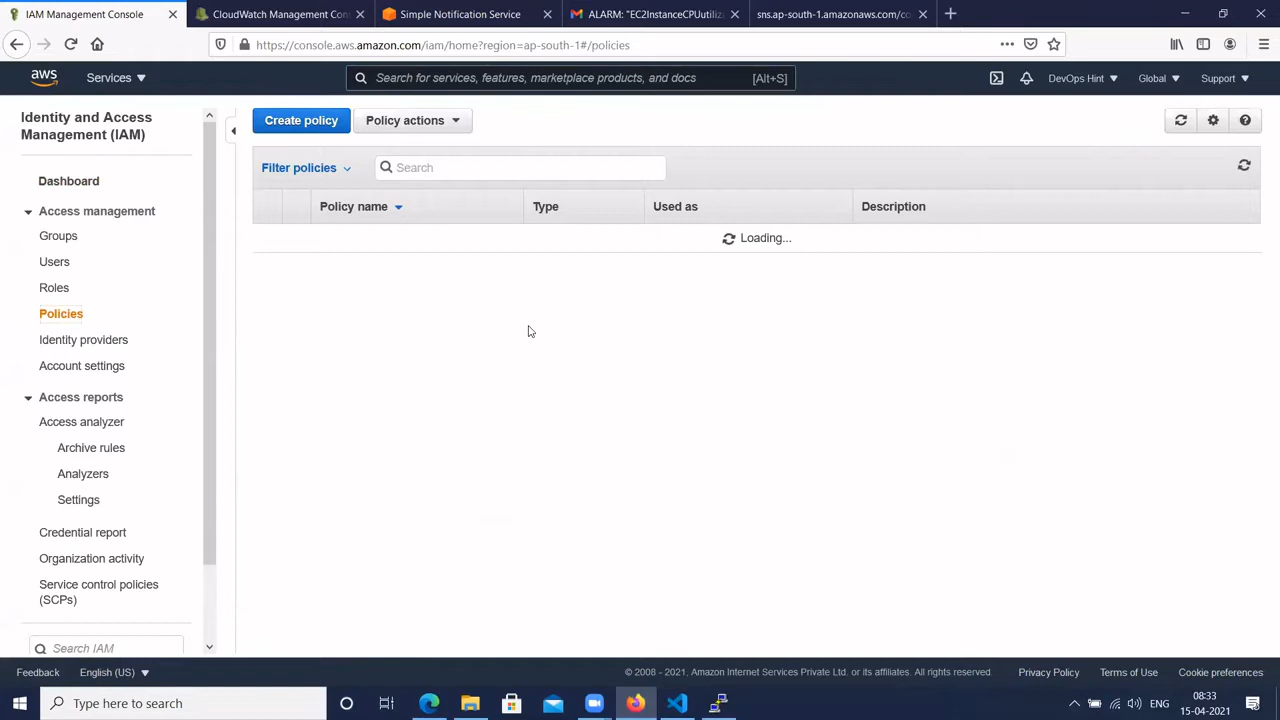 IAM Management Console
CloudWatch Management Con
Simple Notification Service
ALARM: "EC2InstanceCPUutiliz
sns.ap-south-1.amazonaws.com/co
https://console.aws.amazon.com/iam/home?region=ap-south-1#/policies
aws
Services
Search for services, features, marketplace products, and docs
[Alt+S]
DevOps Hint
Global
Support
Identity and Access
Management (IAM)
Dashboard
Access management
Groups
Users
Roles
Policies
Identity providers
Account settings
Access reports
Access analyzer
Archive rules
Analyzers
Settings
Credential report
Organization activity
Service control policies
(SCPs)
Search IAM
Create policy
Policy actions
Filter policies
Search
Policy name
Type
Used as
Description
Loading...
Feedback
English (US)
© 2008 - 2021, Amazon Internet Services Private Ltd. or its affiliates. All rights reserved.
Privacy Policy
Terms of Use
Cookie preferences
Type here to search
ENG
08:33
15-04-2021